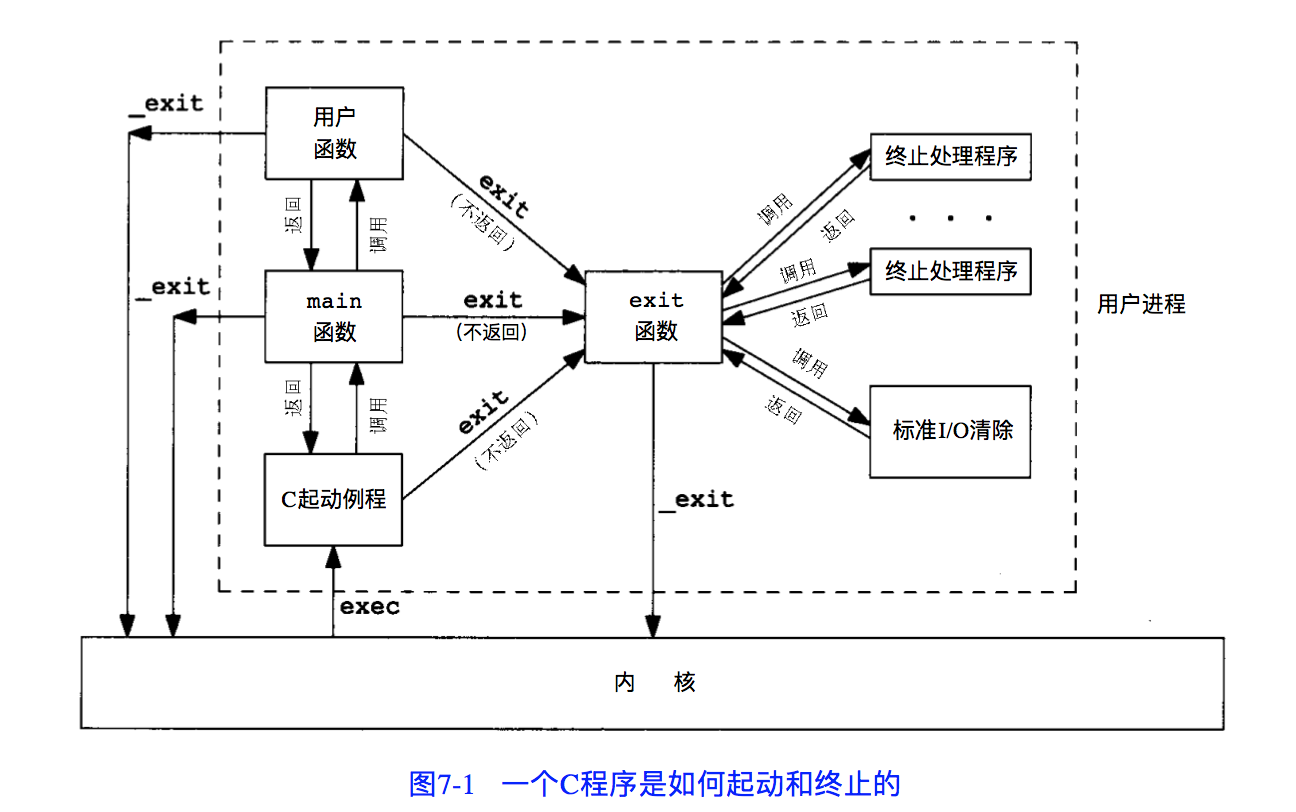 _exit
用户
函数
exit
(不返回)
返回
调用
终止处理程序
调用
返回
. . .
终止处理程序
调用
返回
_exit
main
函数
exit
(不返回)
exit
函数
用户进程
返回
调用
exit
(不返回)
调用
返回
标准I/O清除
C起动例程
_exit
exec
内 核
图7-1 一个C程序是如何起动和终止的